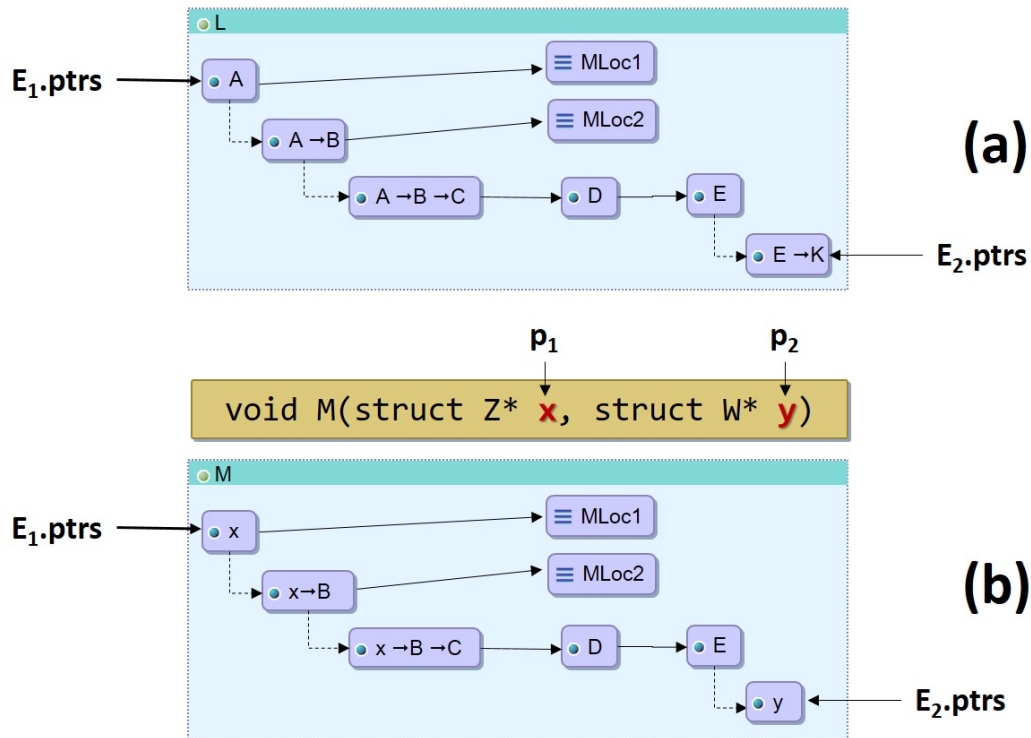 L
E₁.ptrs
A
MLoc1
A →B
MLoc2
(a)
A →B →C
D
E
E →K
E₂.ptrs
p₁
p₂
void M(struct Z* x, struct W* y)
M
E₁.ptrs
x
MLoc1
x→B
MLoc2
(b)
x →B →C
D
E
y
E₂.ptrs